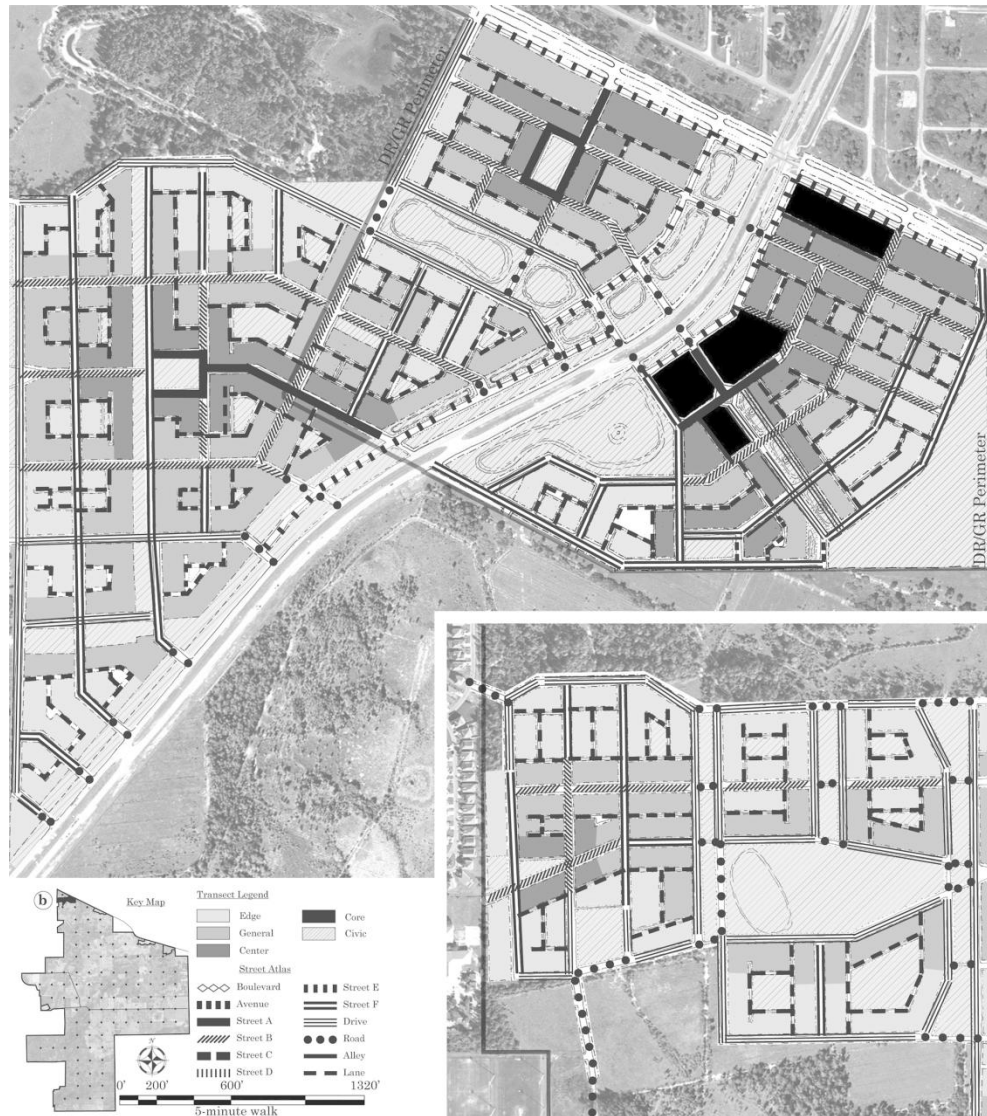 DR/GR Perimeter
DR/GR Perimeter
b
Key Map
Transect Legend
Edge
General
Center
Core
Civic
Street Atlas
Boulevard
Avenue
Street A
Street B
Street C
Street D
Street E
Street F
Drive
Road
Alley
Lane
N
0' 200' 600' 1320'
5-minute walk